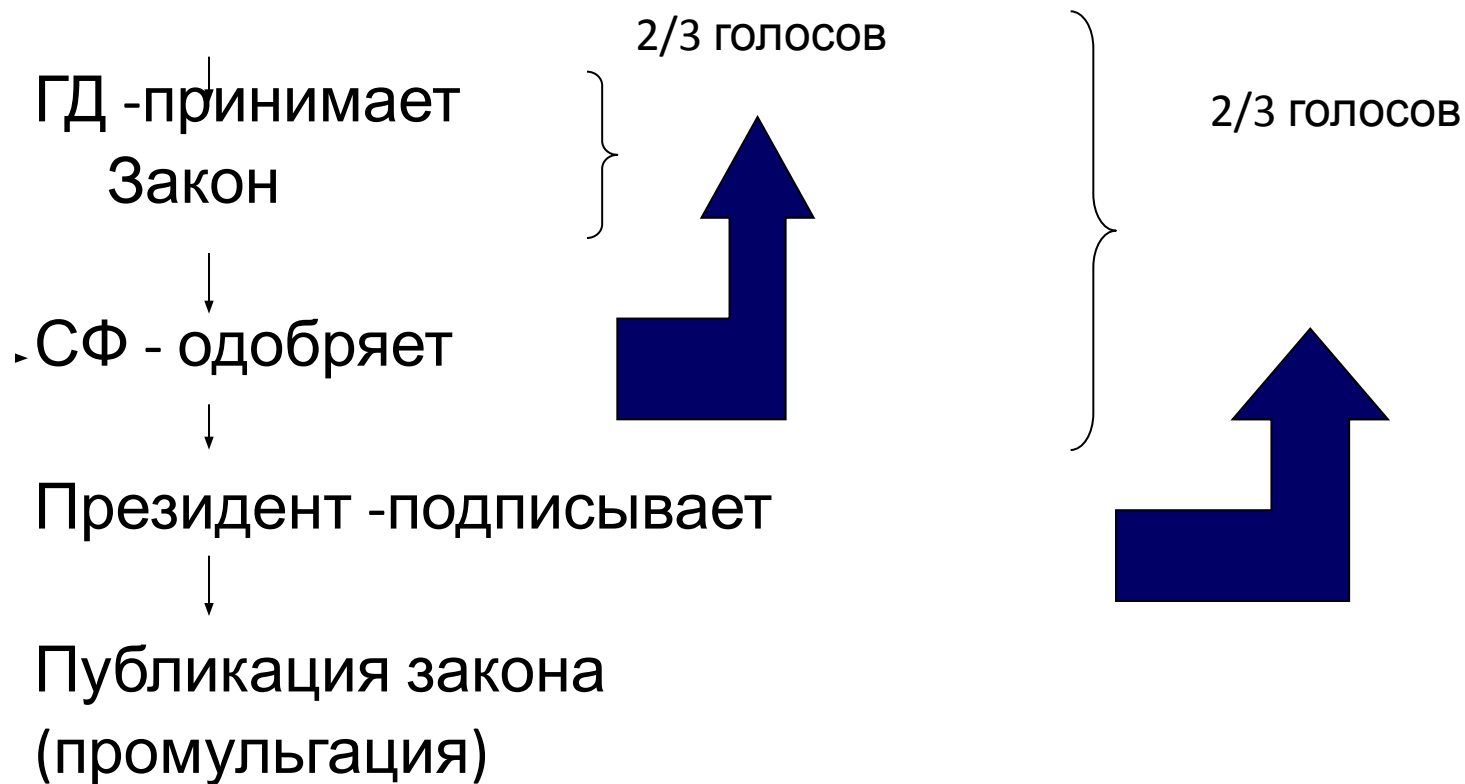 2/3 голосов
ГД -принимает
Закон
2/3 голосов
СФ - одобряет
Президент -подписывает
Публикация закона
(промульгация)